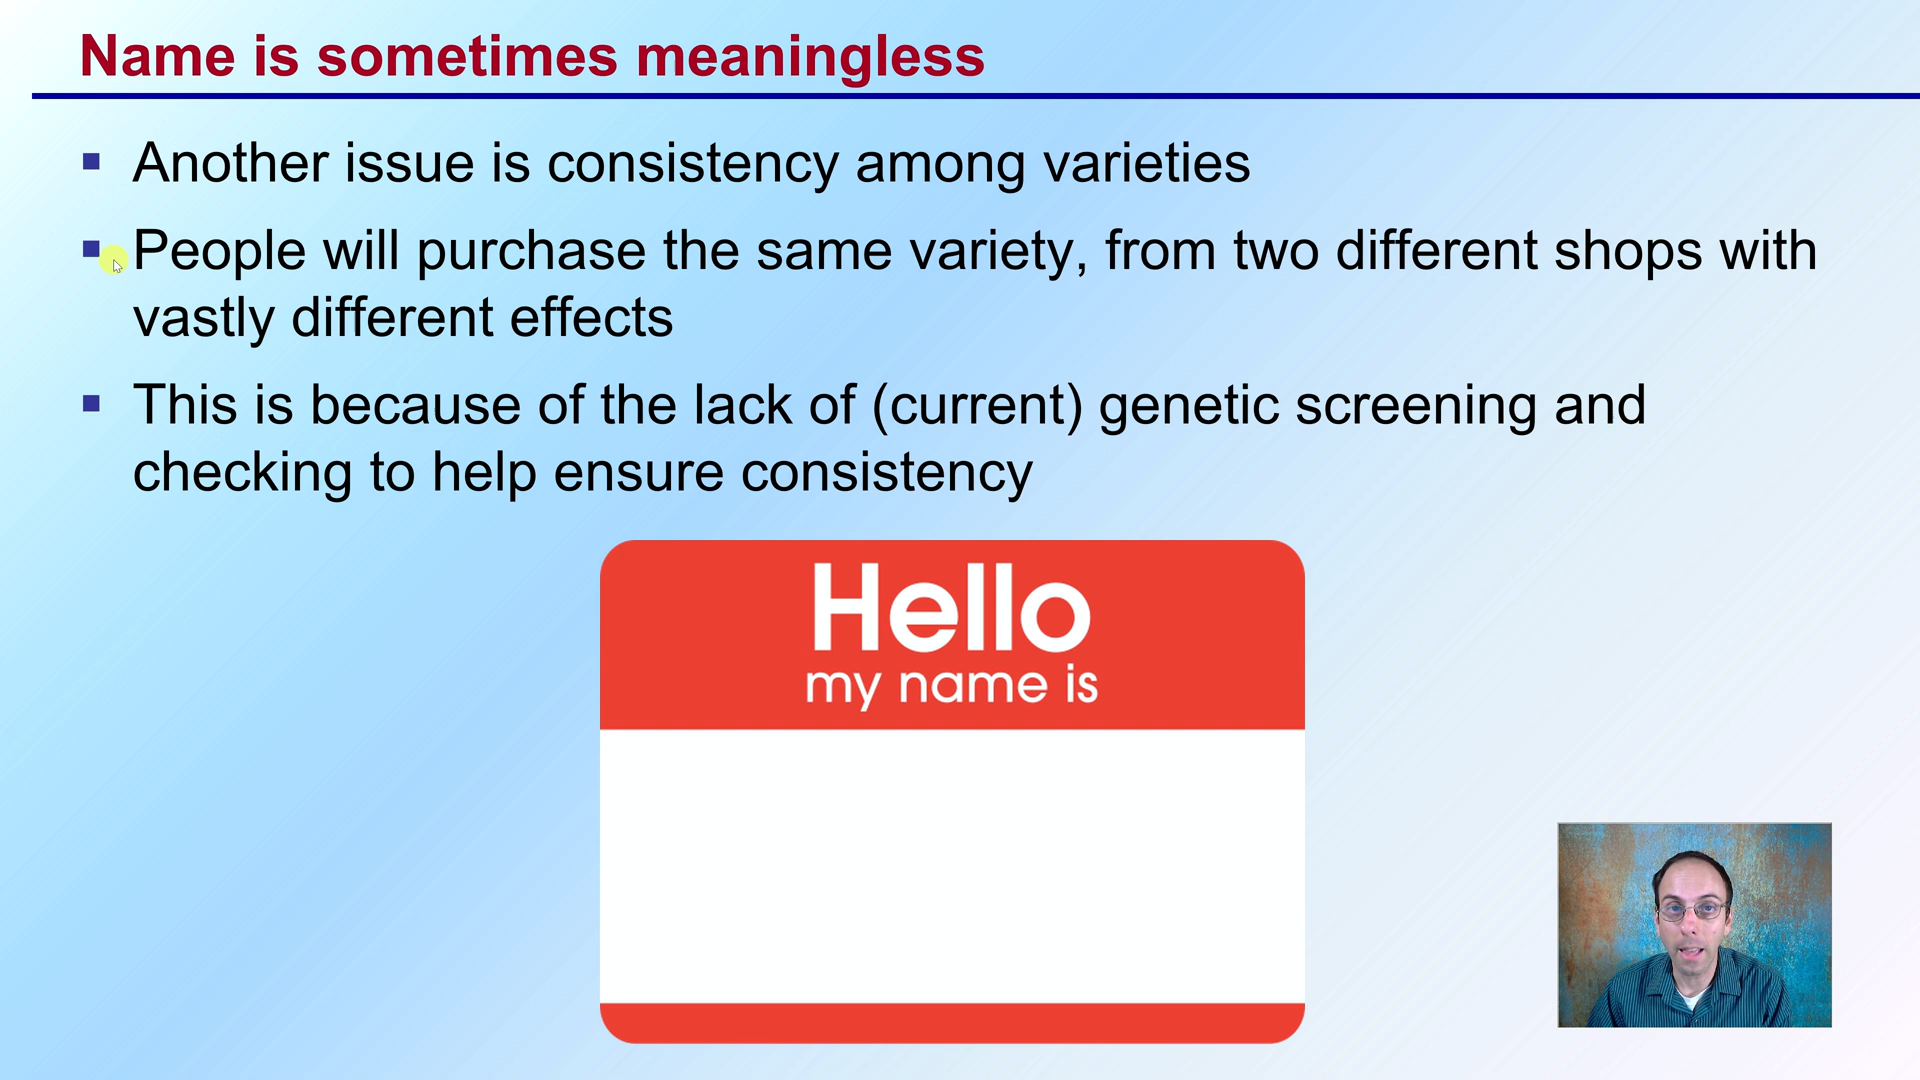 Name is sometimes meaningless
Another issue is consistency among varieties
People will purchase the same variety, from two different shops with
vastly different effects
This is because of the lack of (current) genetic screening and
checking to help ensure consistency
Hello
my name is